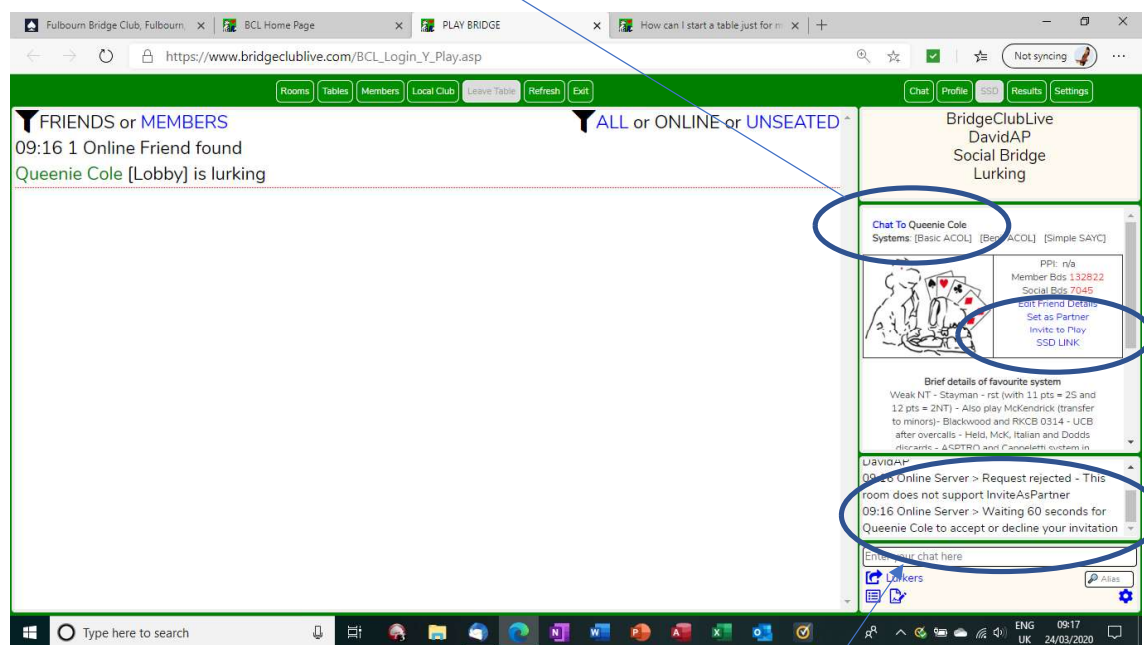 Fulbourn Bridge Club, Fulbourn,
BCL Home Page
PLAY BRIDGE
How can I start a table just for m
https://www.bridgeclublive.com/BCL_Login_Y_Play.asp
Not syncing
Rooms Tables Members Local Club Leave Table Refresh Exit
Chat Profile SSD Results Settings
FRIENDS or MEMBERS
ALL or ONLINE or UNSEATED
09:16 1 Online Friend found
Queenie Cole [Lobby] is lurking
BridgeClubLive
DavidAP
Social Bridge
Lurking
Chat To Queenie Cole
Systems: [Basic ACOL] [Ben ACOL] [Simple SAYC]
PPI: n/a
Member Bds 132822
Social Bds 7045
Edit Friend Details
Set as Partner
Invite to Play
SSD LINK
Brief details of favourite system
Weak NT - Stayman - rst (with 11 pts = 2S and
12 pts = 2NT) - Also play McKendrick (transfer
to minors)- Blackwood and RKCB 0314 - UCB
after overcalls - Held, McK, Italian and Dodds
discards - ASPTRO and Cappeletti system in
DavidAP
09:16 Online Server > Request rejected - This
room does not support InviteAsPartner
09:16 Online Server > Waiting 60 seconds for
Queenie Cole to accept or decline your invitation
Enter your chat here
Lurkers
Alias
Type here to search
ENG
UK
09:17
24/03/2020